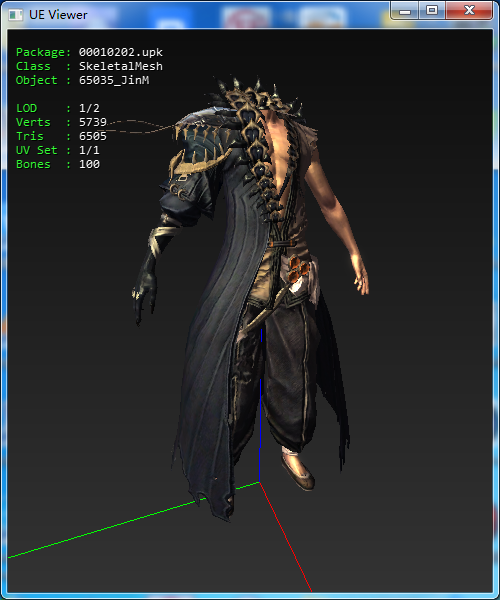 UE Viewer
Package: 00010202.upk
Class : SkeletalMesh
Object : 65035_JinM
LOD : 1/2
Verts : 5739
Tris : 6505
UV Set : 1/1
Bones : 100